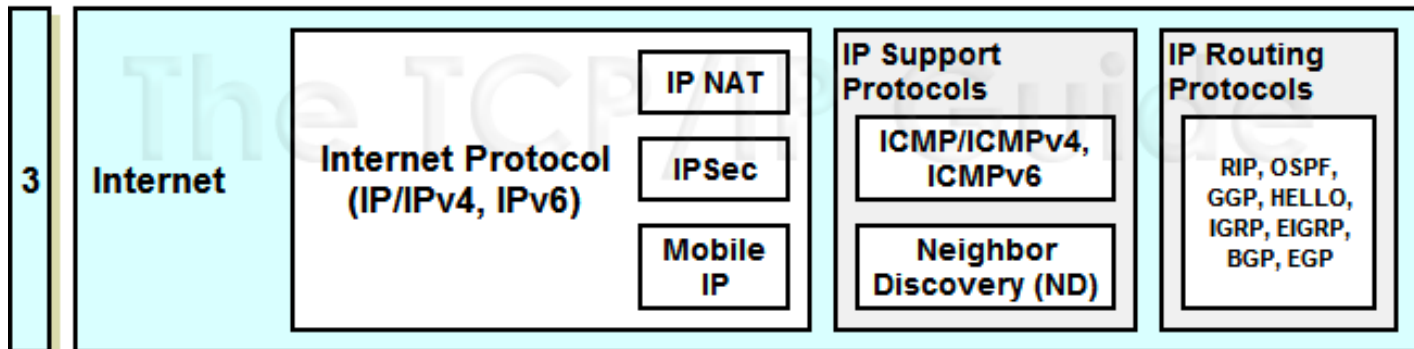 The TCP/IP Guide
3
Internet
Internet Protocol
(IP/IPv4, IPv6)
IP NAT
IPSec
Mobile
IP
IP Support
Protocols
ICMP/ICMPv4,
ICMPv6
Neighbor
Discovery (ND)
IP Routing
Protocols
RIP, OSPF,
GGP, HELLO,
IGRP, EIGRP,
BGP, EGP